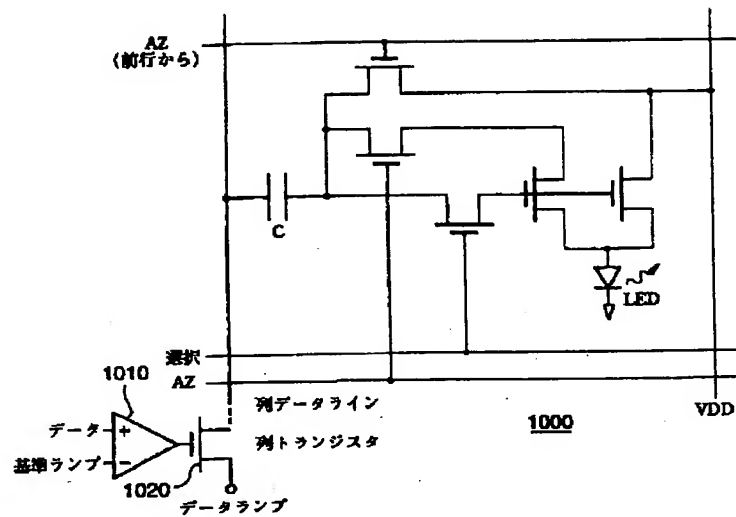 AZ
(前行から)
C
LED
選択
AZ
列データライン
1000
VDD
1010
データ
+
列トランジスタ
基準ランプ
-
1020
データランプ